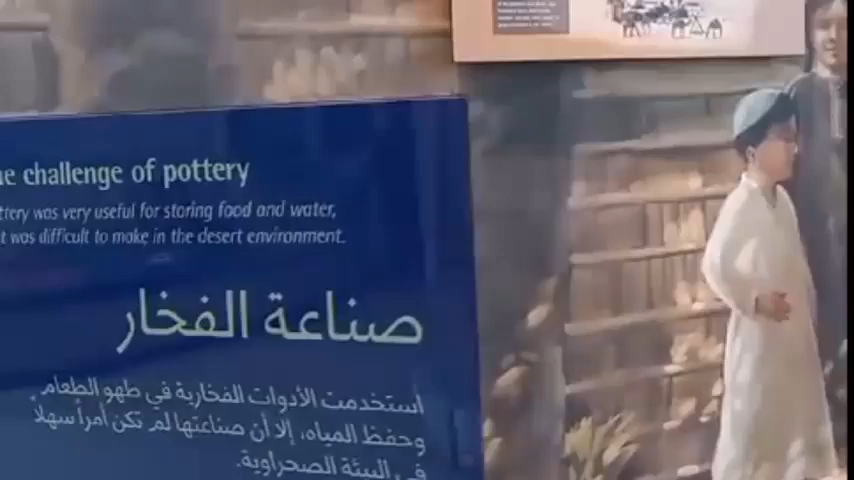 challenge of pottery
was very useful for storing food and water,
was difficult to make in the desert environment.
صناعة الفخار
استخدمت الأدوات الفخارية في طهو الطعام
وحفظ المياه، إلا أن صناعتها لم تكن أمراً سهلاً
في البيئة الصحراوية.